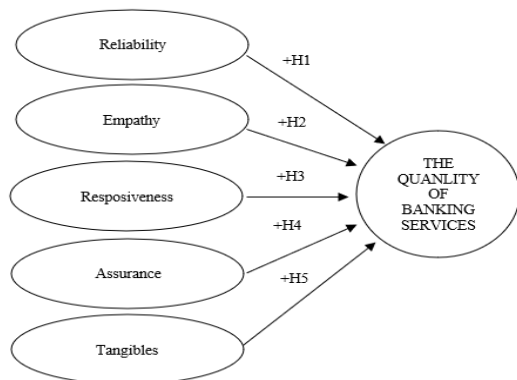 Reliability
+H1
Empathy
+H2
THE
QUANLITY
OF
BANKING
SERVICES
+H3
Resposiveness
+H4
Assurance
+H5
Tangibles